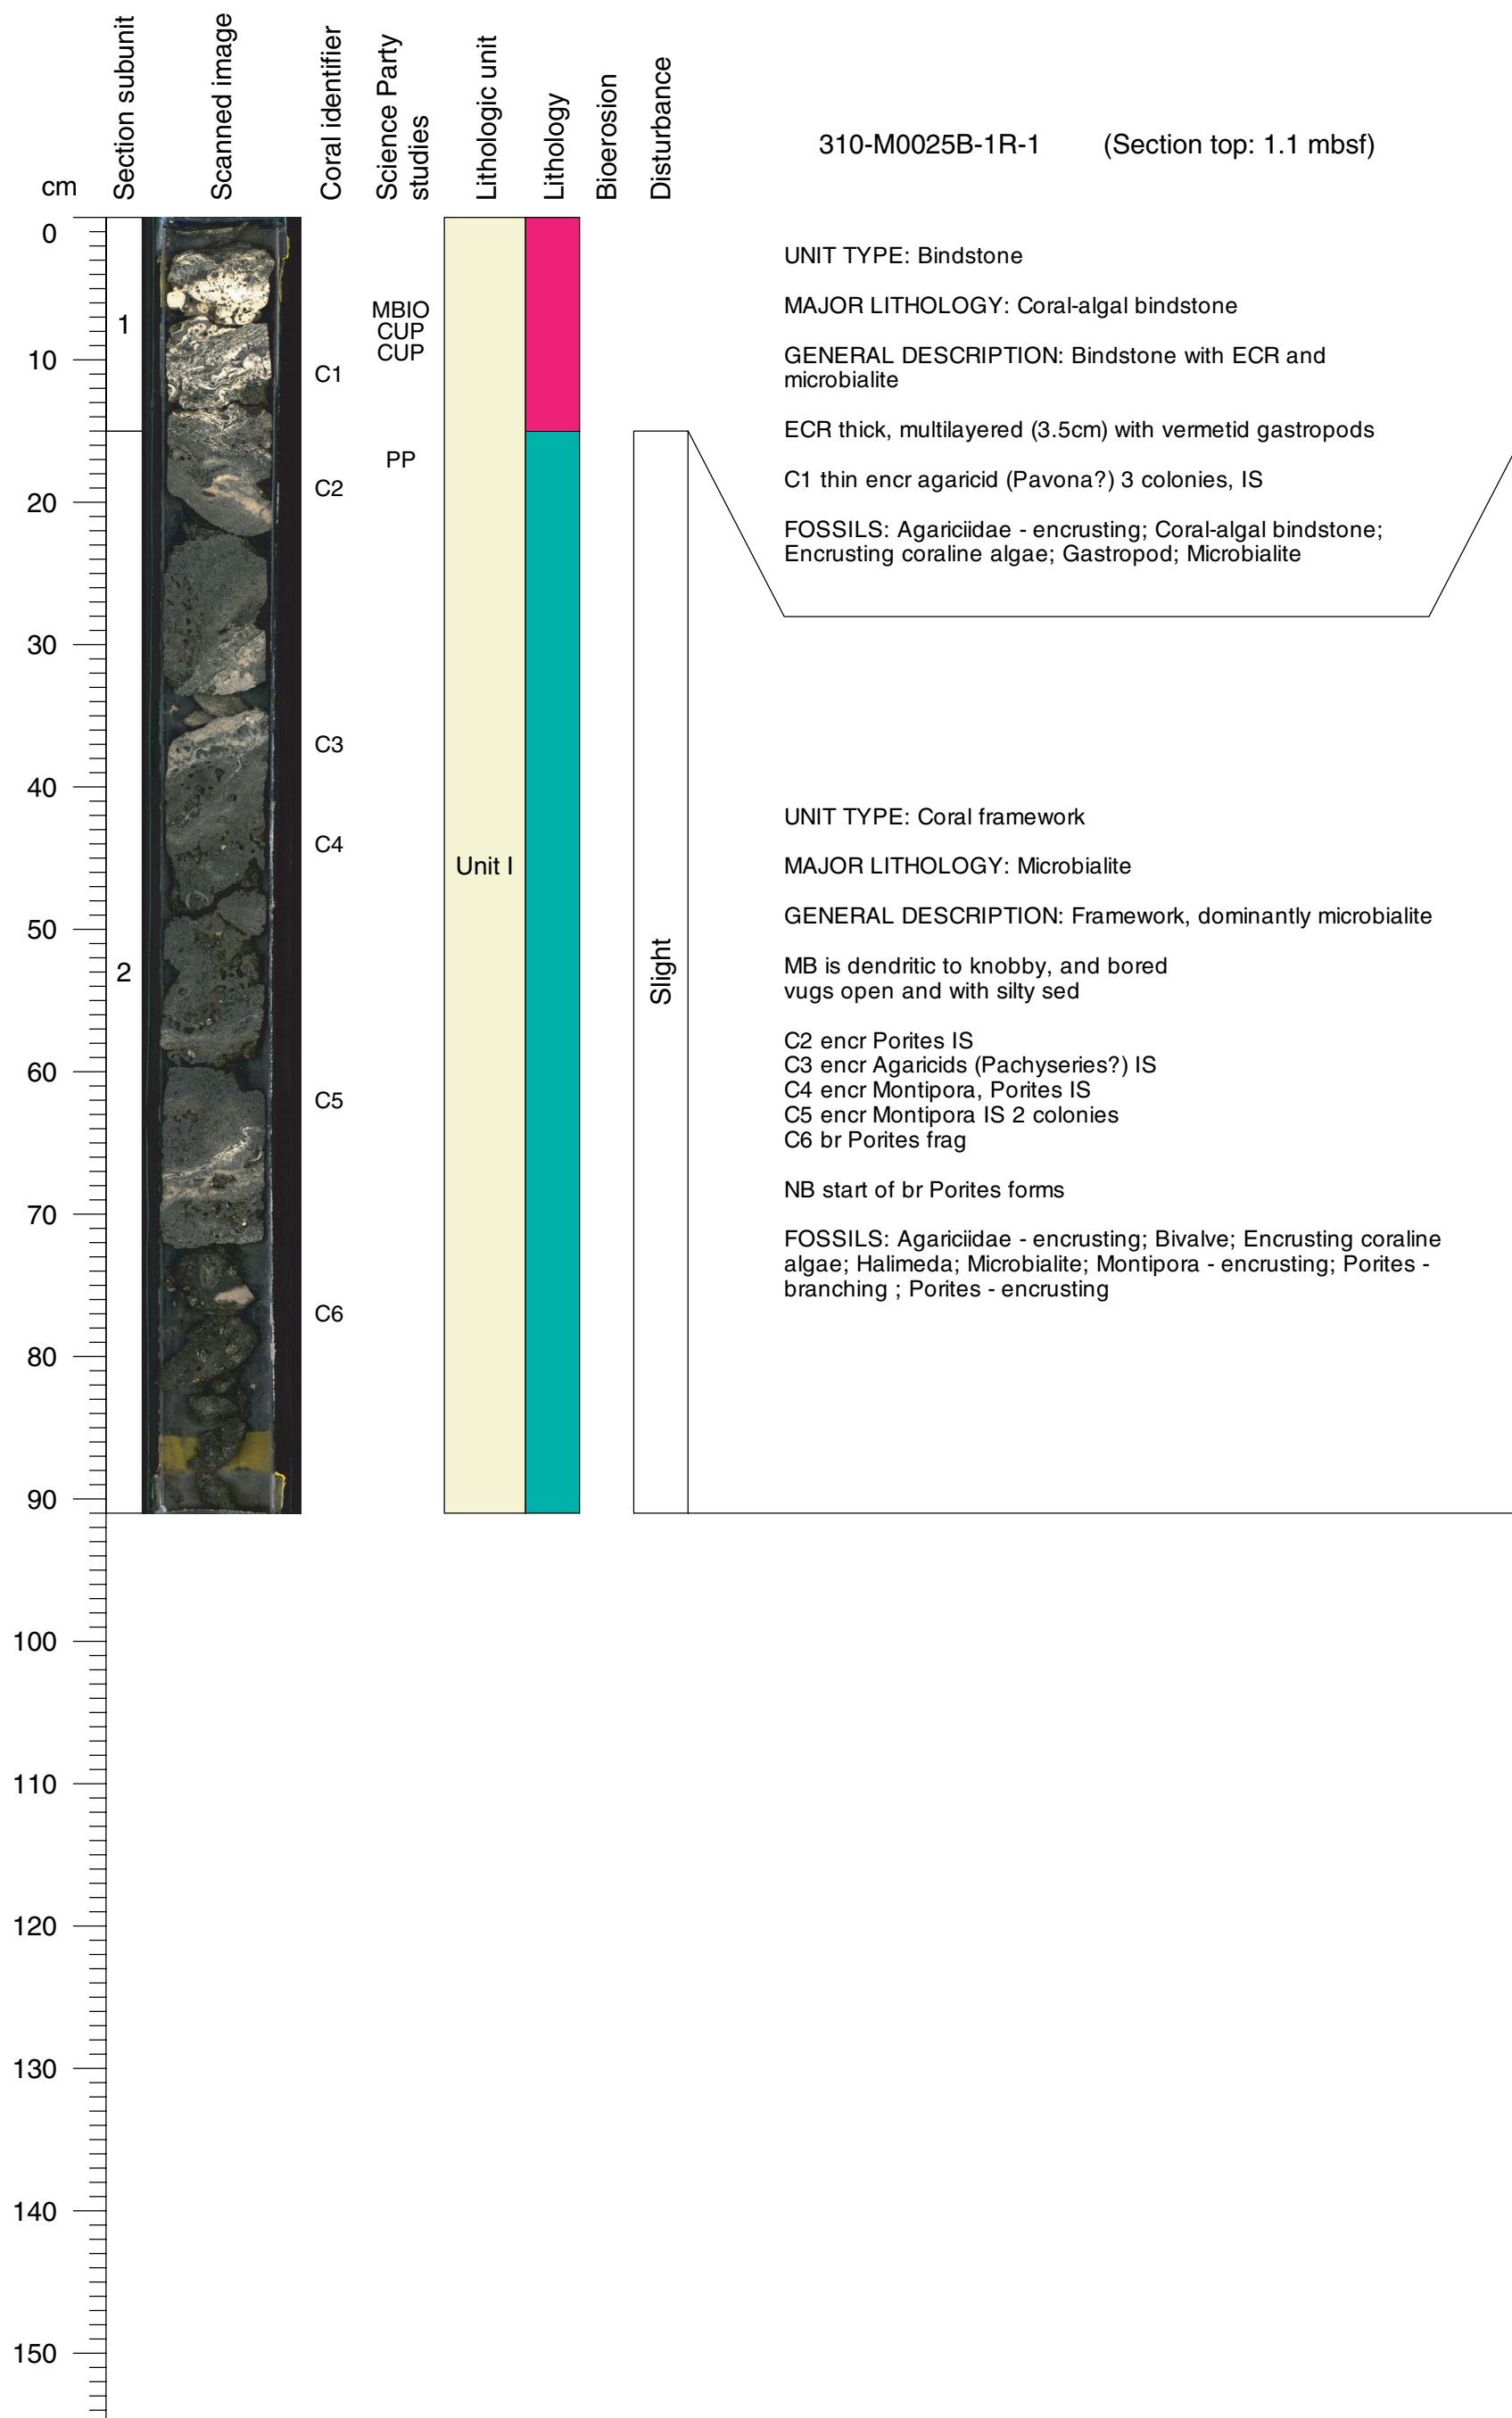 cm
Section subunit
Scanned image
Coral identifier
Science Party
studies
Lithologic unit
Lithology
Bioerosion
Disturbance
310-M0025B-1R-1 (Section top: 1.1 mbsf)
0
10
20
30
40
50
60
70
80
90
100
110
120
130
140
150
1
2
C1
C2
C3
C4
C5
C6
MBIO
CUP
CUP
PP
Unit I
Slight
UNIT TYPE: Bindstone
MAJOR LITHOLOGY: Coral-algal bindstone
GENERAL DESCRIPTION: Bindstone with ECR and
microbialite
ECR thick, multilayered (3.5cm) with vermetid gastropods
C1 thin encr agaricid (Pavona?) 3 colonies, IS
FOSSILS: Agariciidae - encrusting; Coral-algal bindstone;
Encrusting coraline algae; Gastropod; Microbialite
UNIT TYPE: Coral framework
MAJOR LITHOLOGY: Microbialite
GENERAL DESCRIPTION: Framework, dominantly microbialite
MB is dendritic to knobby, and bored
vugs open and with silty sed
C2 encr Porites IS
C3 encr Agaricids (Pachyseries?) IS
C4 encr Montipora, Porites IS
C5 encr Montipora IS 2 colonies
C6 br Porites frag
NB start of br Porites forms
FOSSILS: Agariciidae - encrusting; Bivalve; Encrusting coraline
algae; Halimeda; Microbialite; Montipora - encrusting; Porites -
branching ; Porites - encrusting